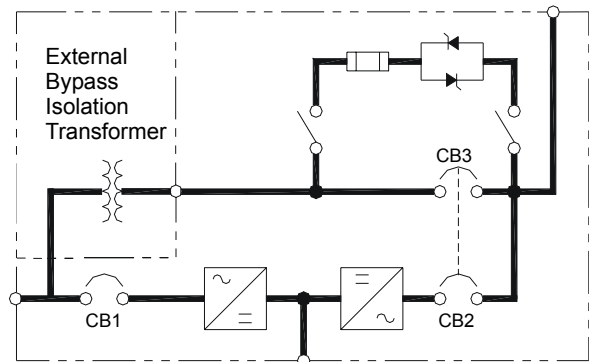 External
Bypass
Isolation
Transformer
CB3
CB1
CB2